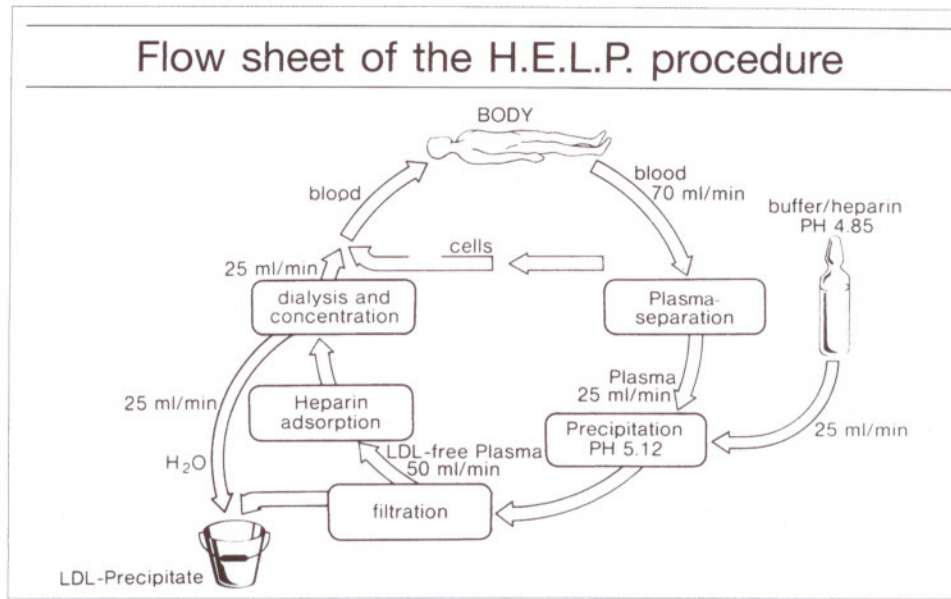 Flow sheet of the H.E.L.P. procedure
BODY
blood
blood
70 ml/min
buffer/heparin
PH 4.85
cells
25 ml/min
dialysis and
concentration
Plasma-
separation
Plasma
25 ml/min
25 ml/min
Heparin
adsorption
Precipitation
PH 5.12
25 ml/min
H₂O
LDL-free Plasma
50 ml/min
filtration
LDL-Precipitate